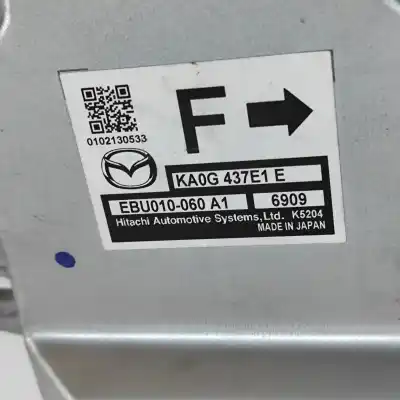 F
0102130533
KA0G 437E1 E
EBU010-060 A1 6909
Hitachi Automotive Systems,Ltd. K5204
MADE IN JAPAN